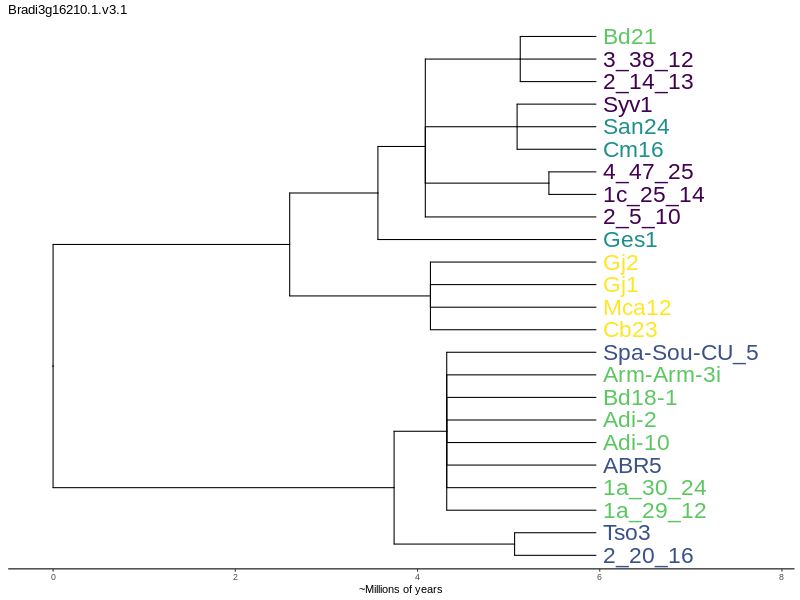 Bradi3g16210.1.v3.1
Bd21
3_38_12
2_14_13
Syv1
San24
Cm16
4_47_25
1c_25_14
2_5_10
Ges1
Gj2
Gj1
Mca12
Cb23
Spa-Sou-CU_5
Arm-Arm-3i
Bd18-1
Adi-2
Adi-10
ABR5
1a_30_24
1a_29_12
Tso3
2_20_16
0 2 4 6 8
~Millions of years